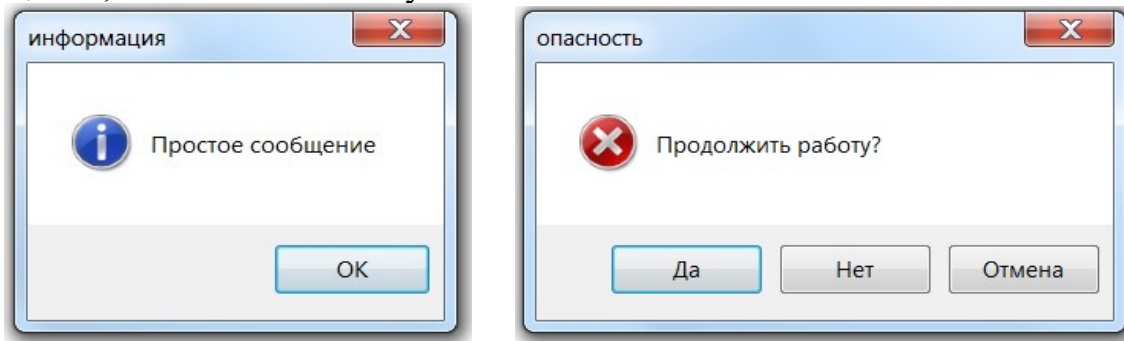 информация
Простое сообщение
OK
опасность
Продолжить работу?
Да
Нет
Отмена